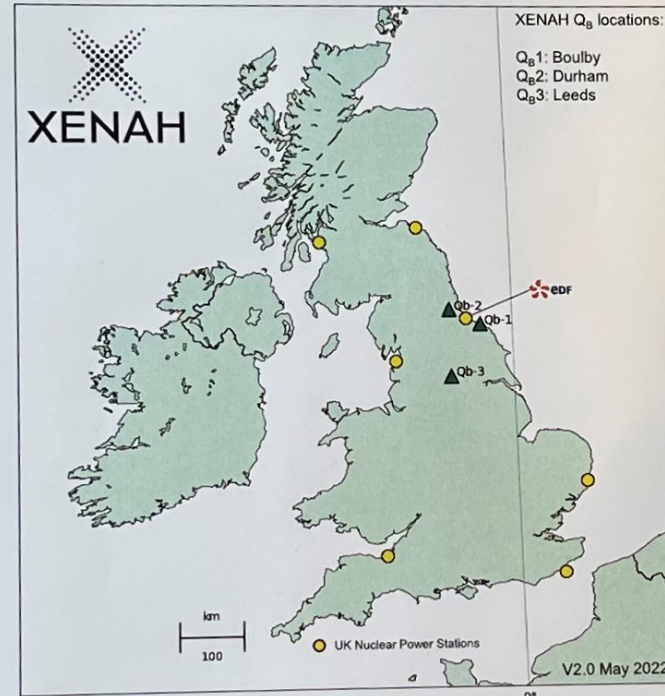 XENAH
XENAH QB locations:
QB1: Boulby
QB2: Durham
QB3: Leeds
eDF
Qb-2
Qb-1
Qb-3
km
100
UK Nuclear Power Stations
V2.0 May 2022